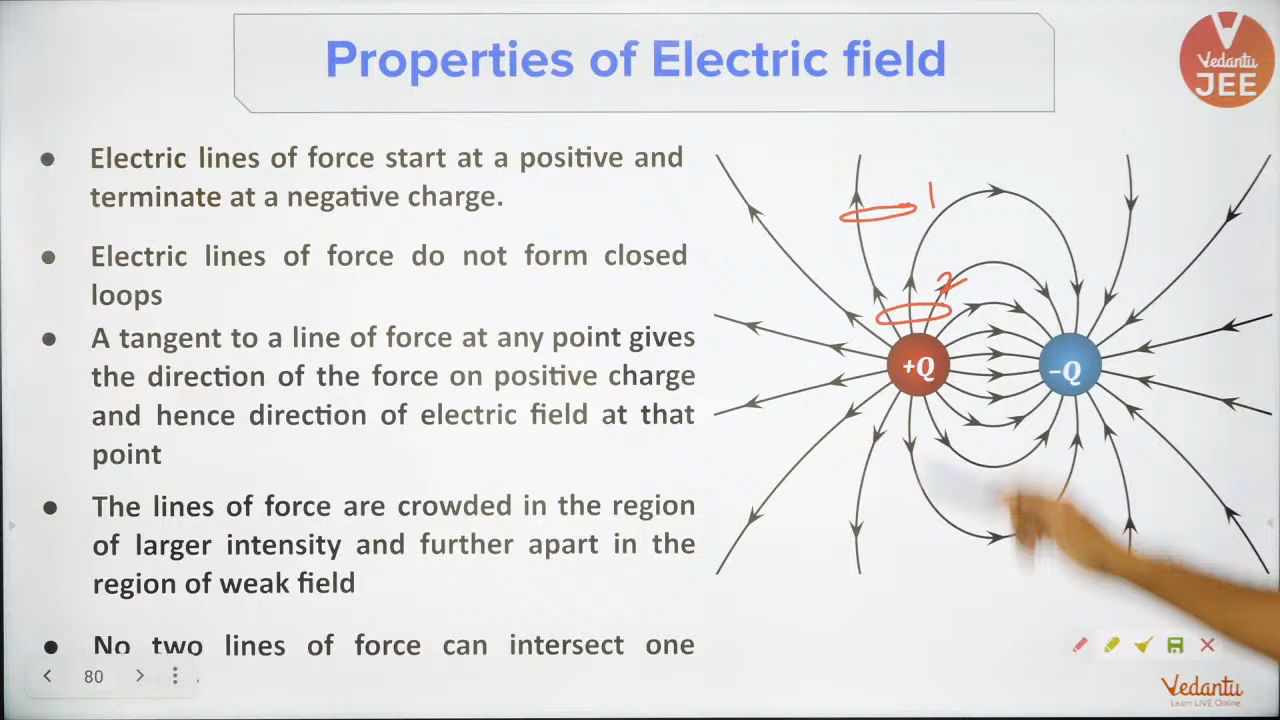 Properties of Electric field
Vedantu
JEE
● Electric lines of force start at a positive and
terminate at a negative charge.
● Electric lines of force do not form closed
loops
● A tangent to a line of force at any point gives
the direction of the force on positive charge
and hence direction of electric field at that
point
● The lines of force are crowded in the region
of larger intensity and further apart in the
region of weak field
● No two lines of force can intersect one
1
2
+Q
−Q
80
Vedantu
Learn LIVE Online